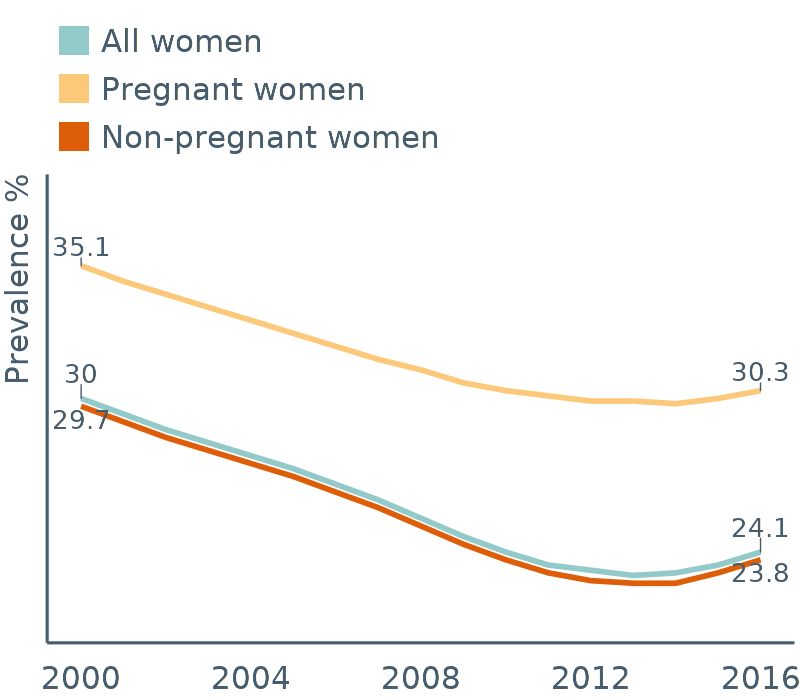 All women
Pregnant women
Non-pregnant women
Prevalence %
35.1
30
29.7
30.3
24.1
23.8
2000 2004 2008 2012 2016